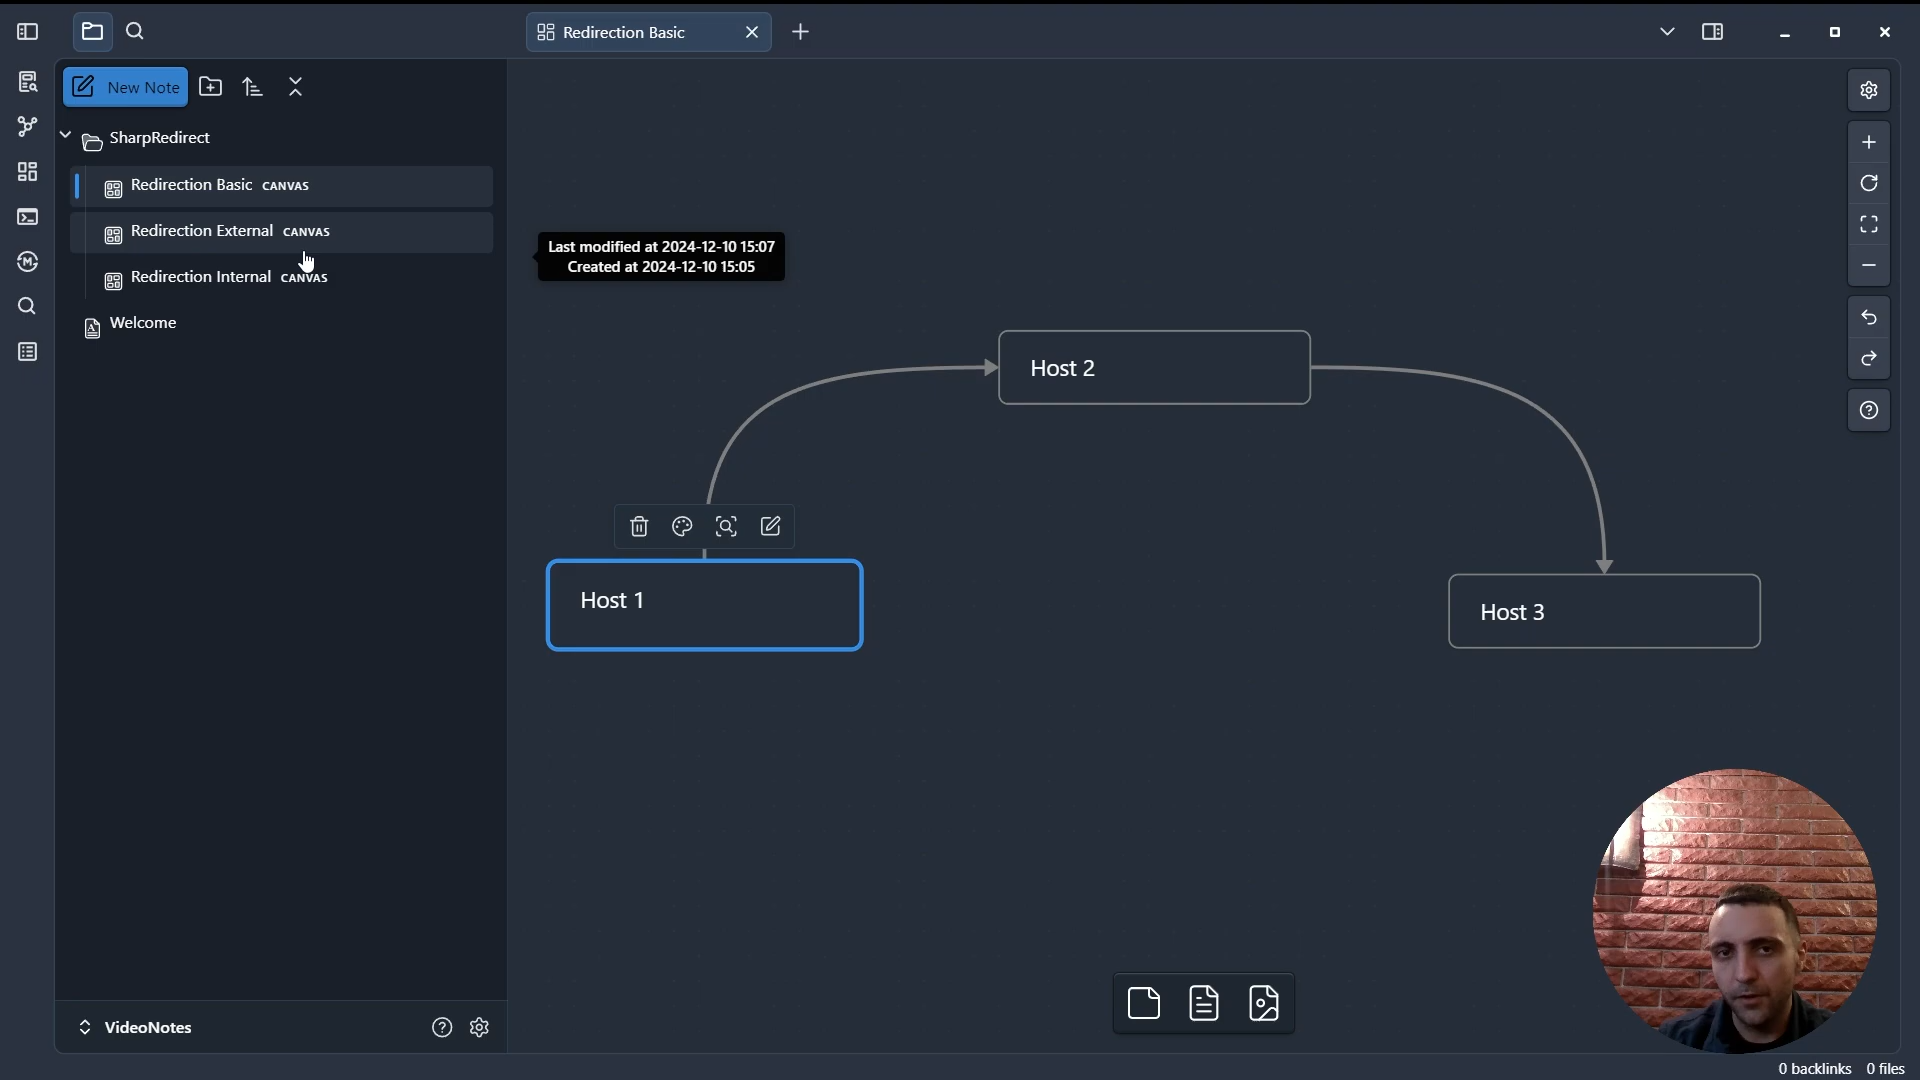 Redirection Basic
New Note
SharpRedirect
Redirection Basic CANVAS
Redirection External CANVAS
Redirection Internal CANVAS
Welcome
Last modified at 2024-12-10 15:07
Created at 2024-12-10 15:05
Host 2
Host 1
Host 3
VideoNotes
0 backlinks 0 files